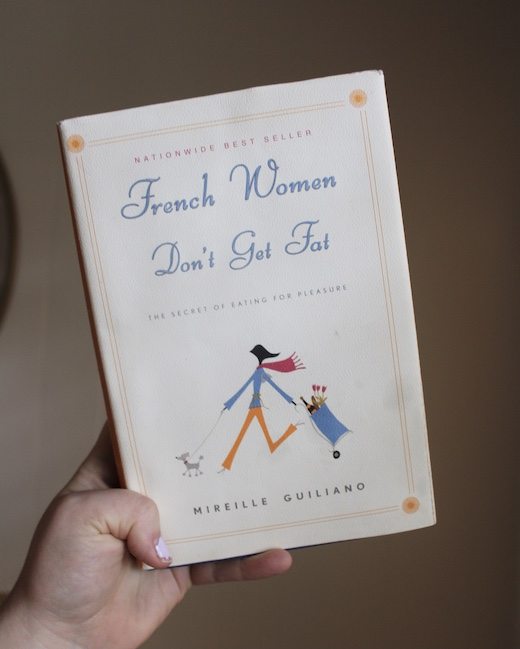 NATIONWIDE BEST SELLER
French Women
Don't Get Fat
THE SECRET OF EATING FOR PLEASURE
MIREILLE GUILIANO